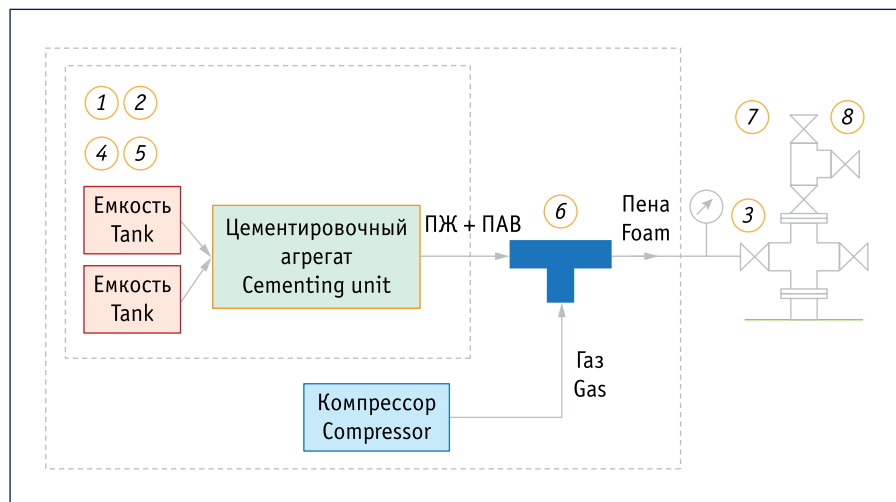 1 2
4 5
Емкость
Tank
Емкость
Tank
Цементировочный
агрегат
Cementing unit
ПЖ + ПАВ
6
Пена
Foam
3
7
8
Газ
Gas
Компрессор
Compressor